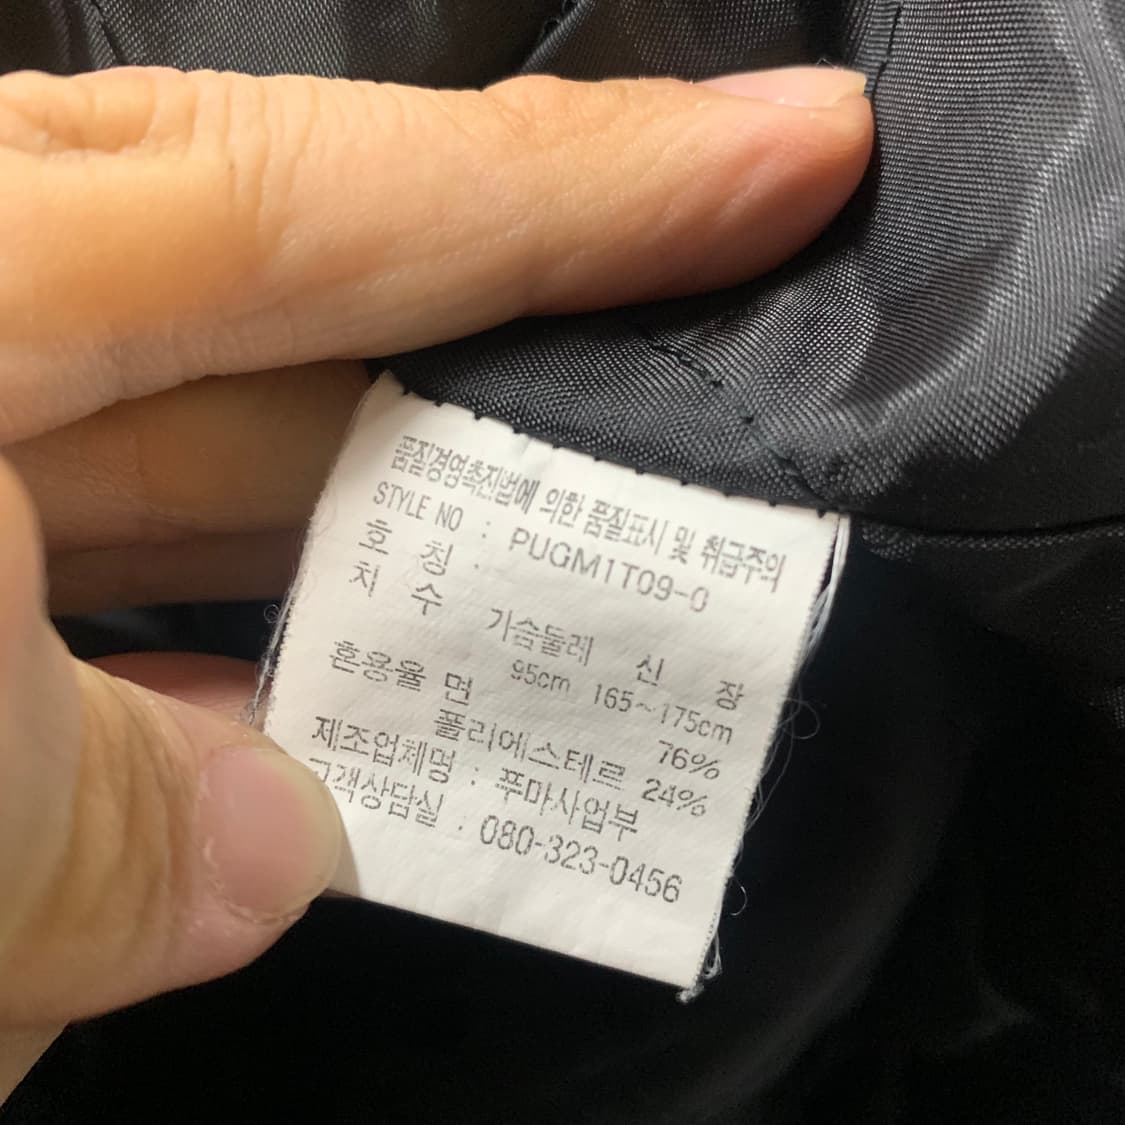 품질경영촉진법에 의한 품질표시 및 취급주의
STYLE NO : PUGM1T09-0
호 칭 :
치 수 가슴둘레 신 장
95cm 165~175cm
혼용율 면 76%
폴리에스테르 24%
제조업체명 : 푸마사업부
고객상담실 : 080-323-0456